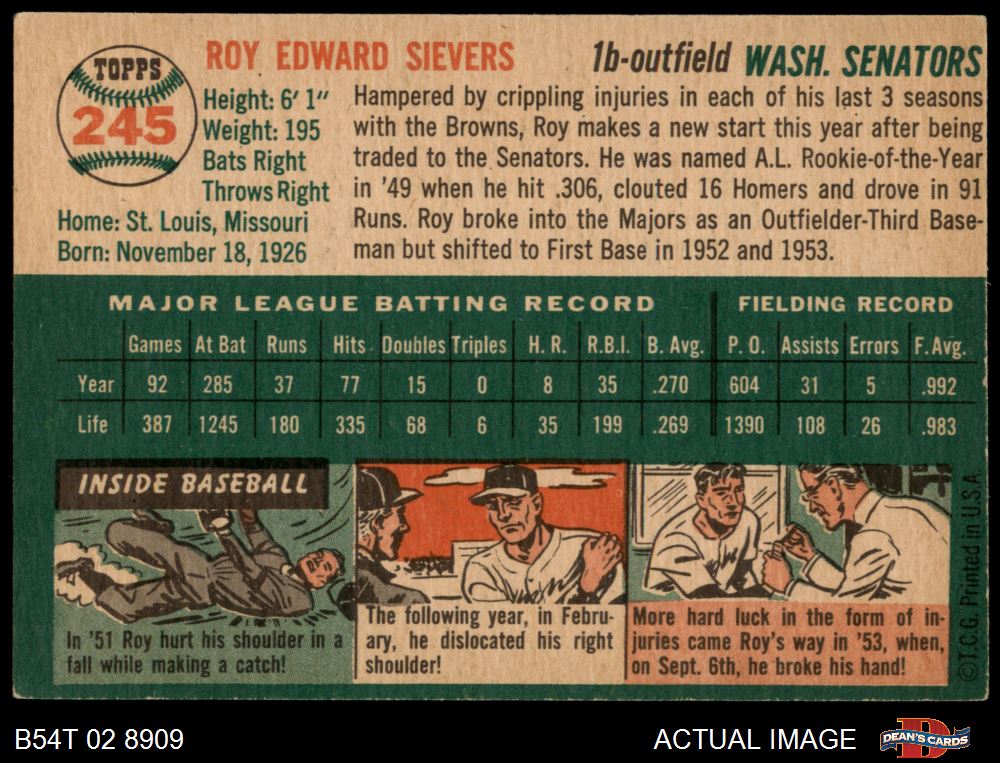 TOPPS
245
ROY EDWARD SIEVERS
1b-outfield WASH. SENATORS
Height: 6' 1"
Weight: 195
Bats Right
Throws Right
Home: St. Louis, Missouri
Born: November 18, 1926
Hampered by crippling injuries in each of his last 3 seasons
with the Browns, Roy makes a new start this year after being
traded to the Senators. He was named A.L. Rookie-of-the-Year
in '49 when he hit .306, clouted 16 Homers and drove in 91
Runs. Roy broke into the Majors as an Outfielder-Third Base-
man but shifted to First Base in 1952 and 1953.
MAJOR LEAGUE BATTING RECORD FIELDING RECORD
Games At Bat Runs Hits Doubles Triples H. R. R.B.I. B. Avg. P. O. Assists Errors F. Avg.
Year 92 285 37 77 15 0 8 35 .270 604 31 5 .992
Life 387 1245 180 335 68 6 35 199 .269 1390 108 26 .983
INSIDE BASEBALL
In '51 Roy hurt his shoulder in a
fall while making a catch!
The following year, in Febru-
ary, he dislocated his right
shoulder!
More hard luck in the form of in-
juries came Roy's way in '53, when,
on Sept. 6th, he broke his hand!
©T.C.G. Printed in U.S.A
B54T 02 8909
ACTUAL IMAGE
DEAN'S CARDS